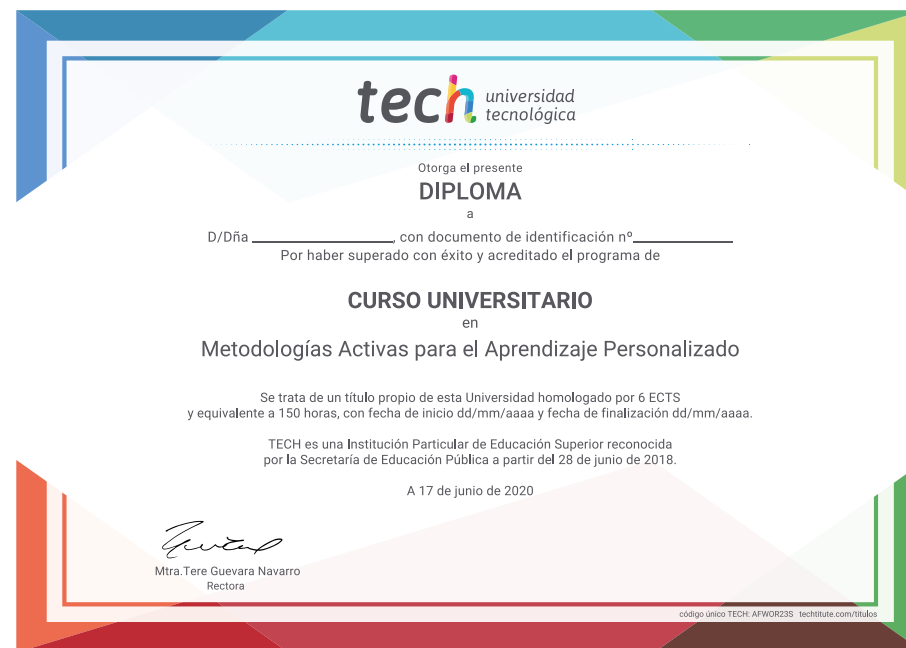 tech universidad
tecnológica
Otorga el presente
DIPLOMA
a
D/Dña ____________________, con documento de identificación nº______________
Por haber superado con éxito y acreditado el programa de
CURSO UNIVERSITARIO
en
Metodologías Activas para el Aprendizaje Personalizado
Se trata de un título propio de esta Universidad homologado por 6 ECTS
y equivalente a 150 horas, con fecha de inicio dd/mm/aaaa y fecha de finalización dd/mm/aaaa.
TECH es una Institución Particular de Educación Superior reconocida
por la Secretaría de Educación Pública a partir del 28 de junio de 2018.
A 17 de junio de 2020
Mtra.Tere Guevara Navarro
Rectora
código único TECH: AFWOR23S techtitute.com/titulos